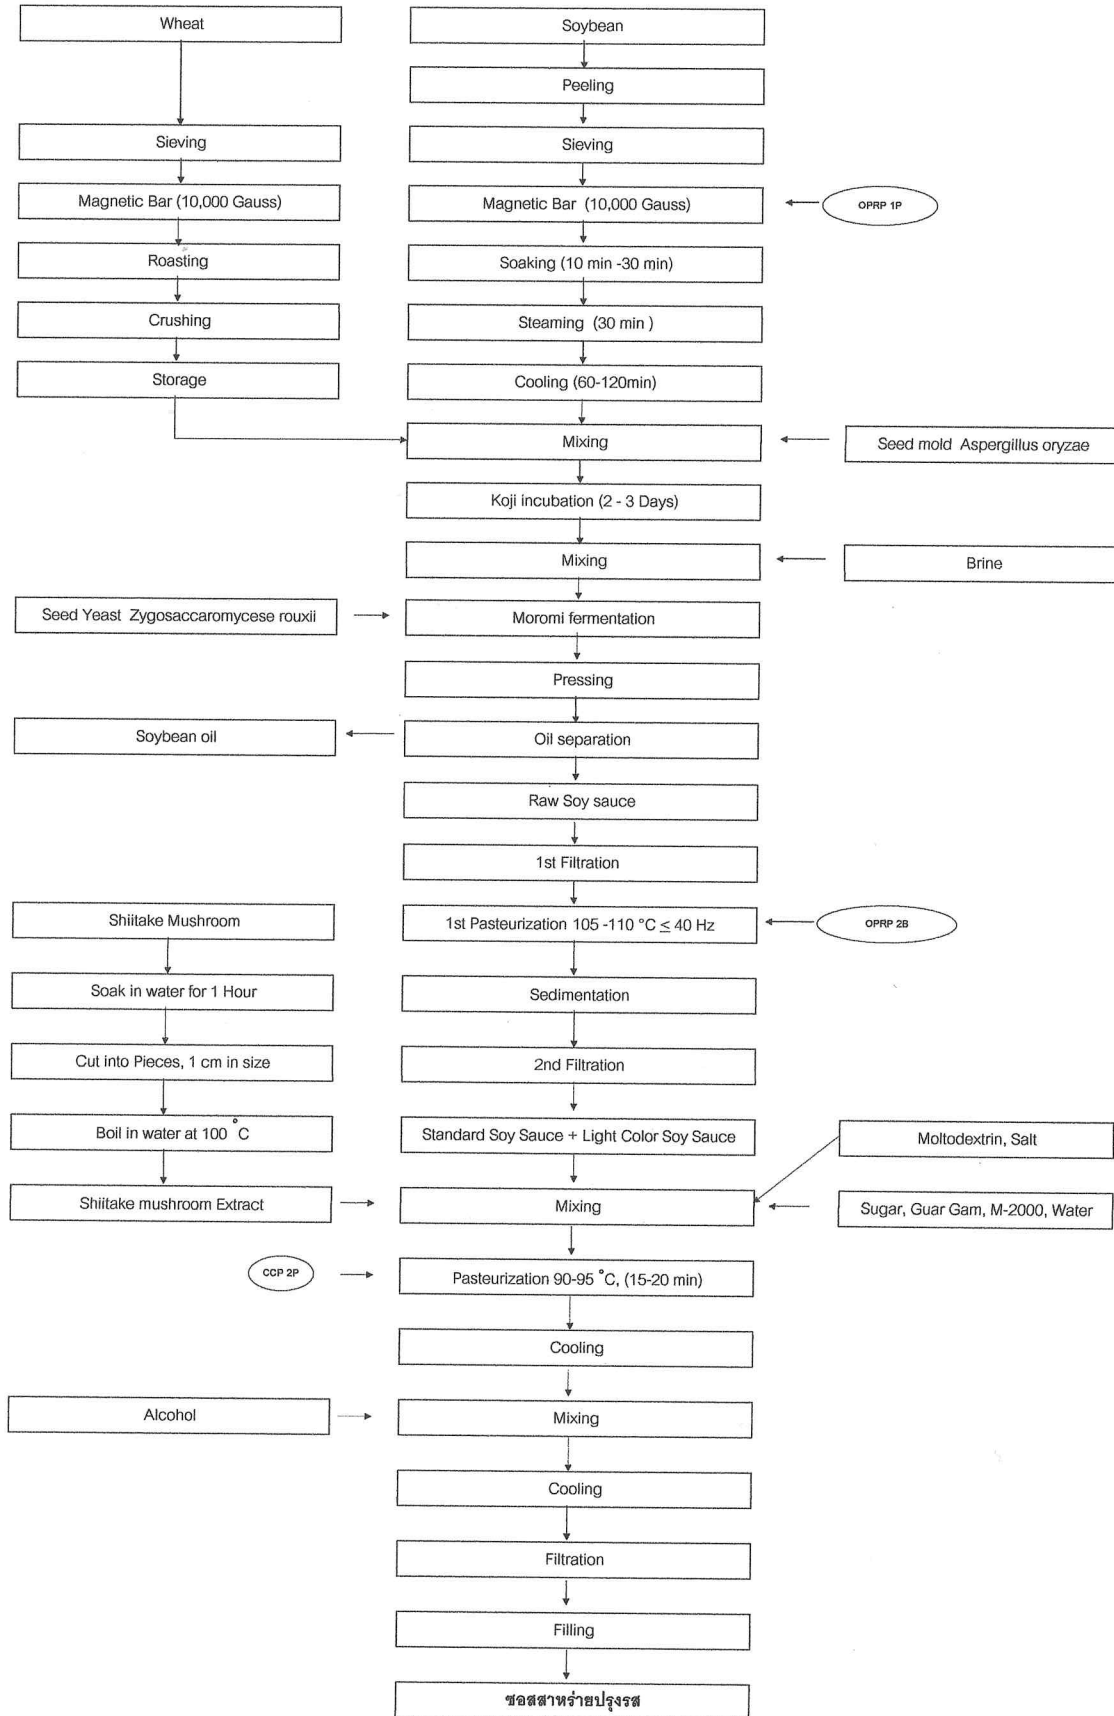 Wheat
Soybean
Peeling
Sieving
Sieving
Magnetic Bar (10,000 Gauss)
Magnetic Bar (10,000 Gauss)
OPRP 1P
Roasting
Soaking (10 min -30 min)
Crushing
Steaming (30 min )
Storage
Cooling (60-120min)
Mixing
Seed mold Aspergillus oryzae
Koji incubation (2 - 3 Days)
Mixing
Brine
Seed Yeast Zygosaccaromycese rouxii
Moromi fermentation
Pressing
Soybean oil
Oil separation
Raw Soy sauce
1st Filtration
Shiitake Mushroom
1st Pasteurization 105 -110 °C ≤ 40 Hz
OPRP 2B
Soak in water for 1 Hour
Sedimentation
Cut into Pieces, 1 cm in size
2nd Filtration
Boil in water at 100 °C
Standard Soy Sauce + Light Color Soy Sauce
Moltodextrin, Salt
Shiitake mushroom Extract
Mixing
Sugar, Guar Gam, M-2000, Water
CCP 2P
Pasteurization 90-95 °C, (15-20 min)
Cooling
Alcohol
Mixing
Cooling
Filtration
Filling
ซอสสาหร่ายปรุงรส